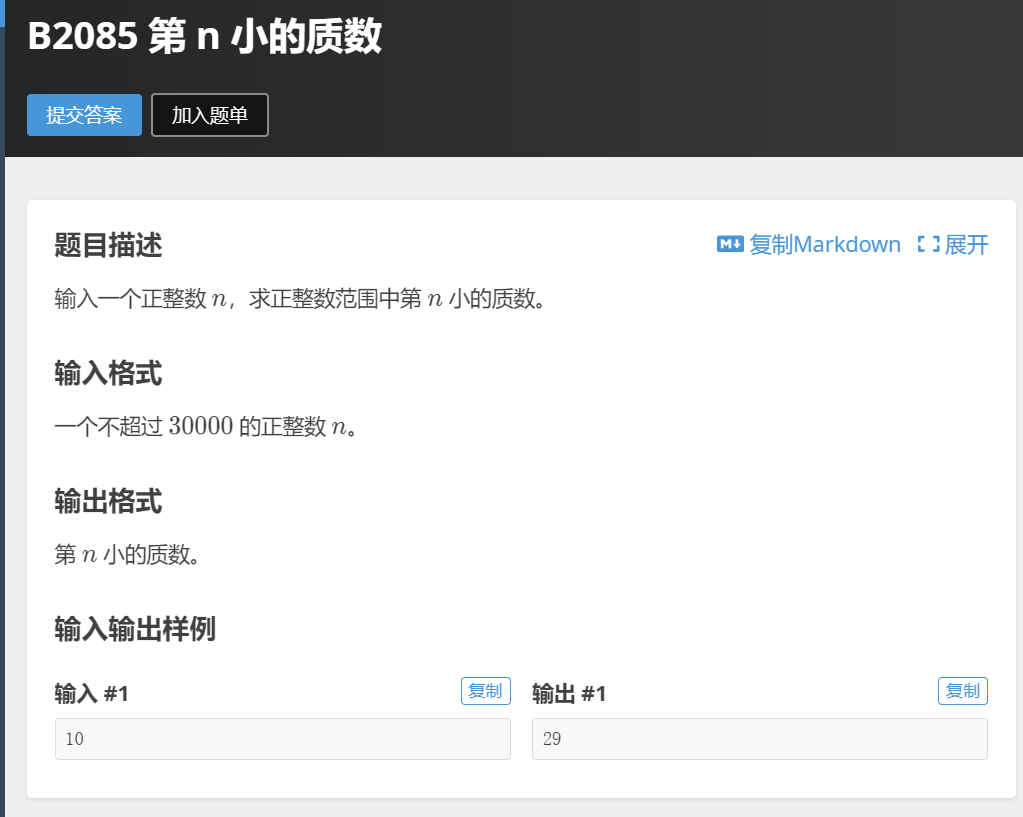 B2085 第 n 小的质数
提交答案 加入题单
题目描述 复制Markdown 展开
输入一个正整数 n，求正整数范围中第 n 小的质数。
输入格式
一个不超过 30000 的正整数 n。
输出格式
第 n 小的质数。
输入输出样例
输入 #1 复制 输出 #1 复制
10 29